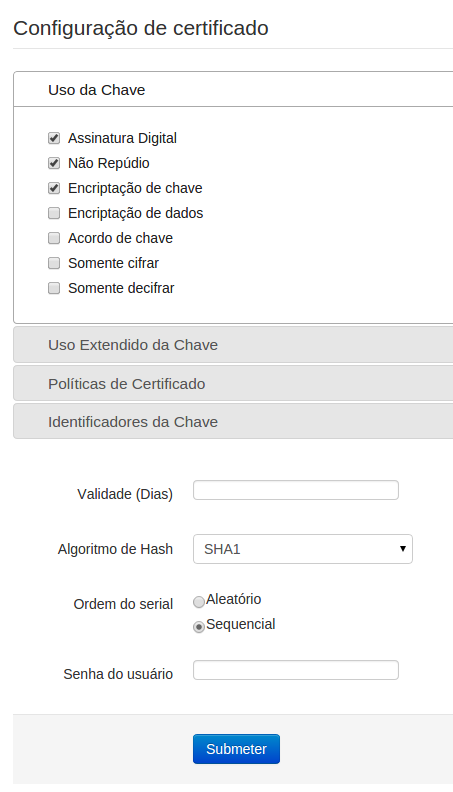 Configuração de certificado
Uso da Chave
Assinatura Digital
Não Repúdio
Encriptação de chave
Encriptação de dados
Acordo de chave
Somente cifrar
Somente decifrar
Uso Extendido da Chave
Políticas de Certificado
Identificadores da Chave
Validade (Dias)
Algoritmo de Hash SHA1
Ordem do serial Aleatório
Sequencial
Senha do usuário
Submeter